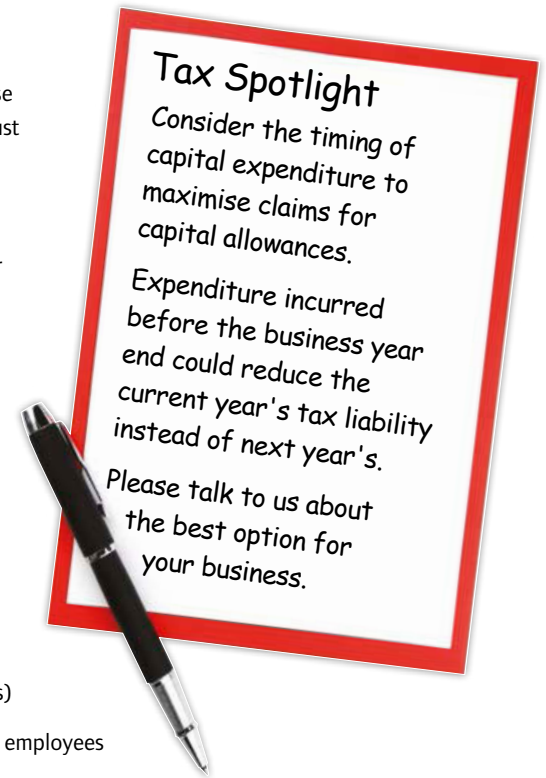 se
ust
Tax Spotlight
Consider the timing of
capital expenditure to
maximise claims for
capital allowances.
Expenditure incurred
before the business year
end could reduce the
current year's tax liability
instead of next year's.
Please talk to us about
the best option for
your business.
s)
employees